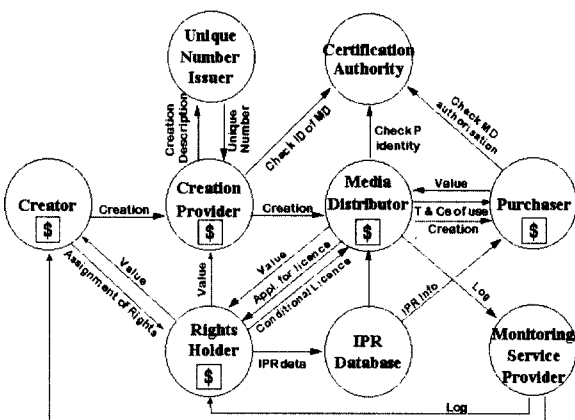 Unique
Number
Issuer
Certification
Authority
Creation
Description
Unique
Number
Check ID of MD
Check P
identity
Check MD
authorisation
Creator
$
Creation
Creation
Provider
$
Creation
Media
Distributor
$
Value
T & Cs of use
Creation
Purchaser
$
Value
Assignment of Rights
Value
Value
Appl. for licence
Conditional Licence
IPR Info
Log
Rights
Holder
$
IPR data
IPR
Database
Monitoring
Service
Provider
Log